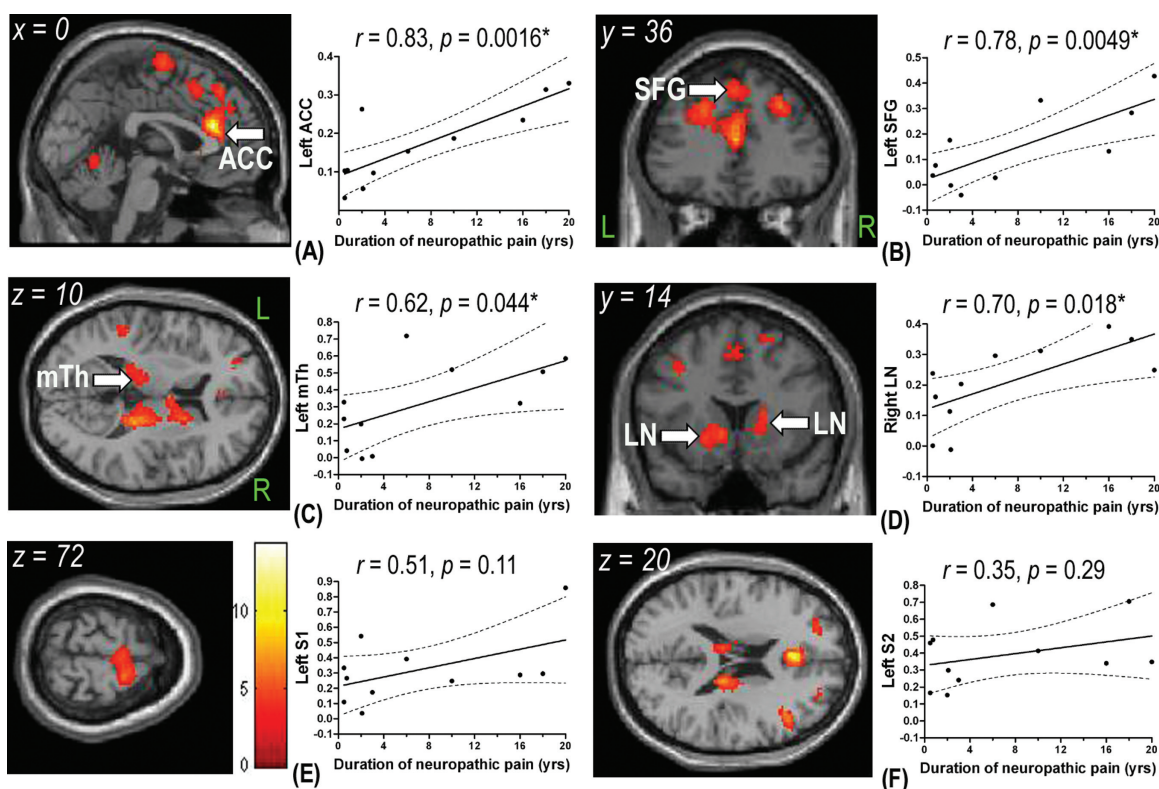 x = 0
ACC
r = 0.83, p = 0.0016*
Left ACC
0.4
0.3
0.2
0.1
4 8 12 16 20
Duration of neuropathic pain (yrs)
(A)
y = 36
SFG
L R
r = 0.78, p = 0.0049*
Left SFG
0.5
0.4
0.3
0.2
0.1
0.0
-0.1
0 4 8 12 16 20
Duration of neuropathic pain (yrs)
(B)
z = 10
L
mTh
R
r = 0.62, p = 0.044*
Left mTh
0.8
0.7
0.6
0.5
0.4
0.3
0.2
0.1
0.0
-0.1
0 4 8 12 16 20
Duration of neuropathic pain (yrs)
(C)
y = 14
LN
LN
r = 0.70, p = 0.018*
Right LN
0.4
0.3
0.2
0.1
0.0
-0.1
0 4 8 12 16 20
Duration of neuropathic pain (yrs)
(D)
z = 72
10
5
0
r = 0.51, p = 0.11
Left S1
0.9
0.8
0.7
0.6
0.5
0.4
0.3
0.2
0.1
0.0
-0.1
0 4 8 12 16 20
Duration of neuropathic pain (yrs)
(E)
z = 20
r = 0.35, p = 0.29
Left S2
0.8
0.7
0.6
0.5
0.4
0.3
0.2
0.1
0.0
-0.1
0 4 8 12 16 20
Duration of neuropathic pain (yrs)
(F)